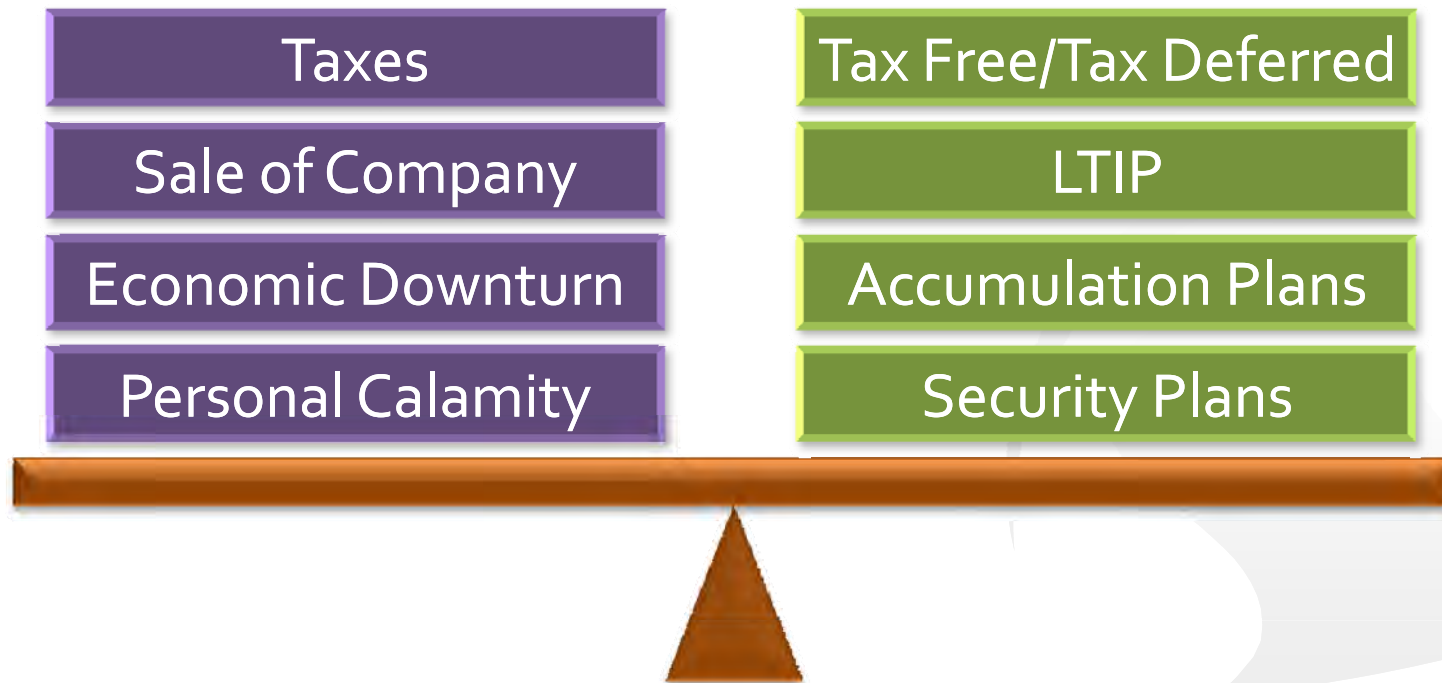 Taxes
Tax Free/Tax Deferred
Sale of Company
LTIP
Economic Downturn
Accumulation Plans
Personal Calamity
Security Plans